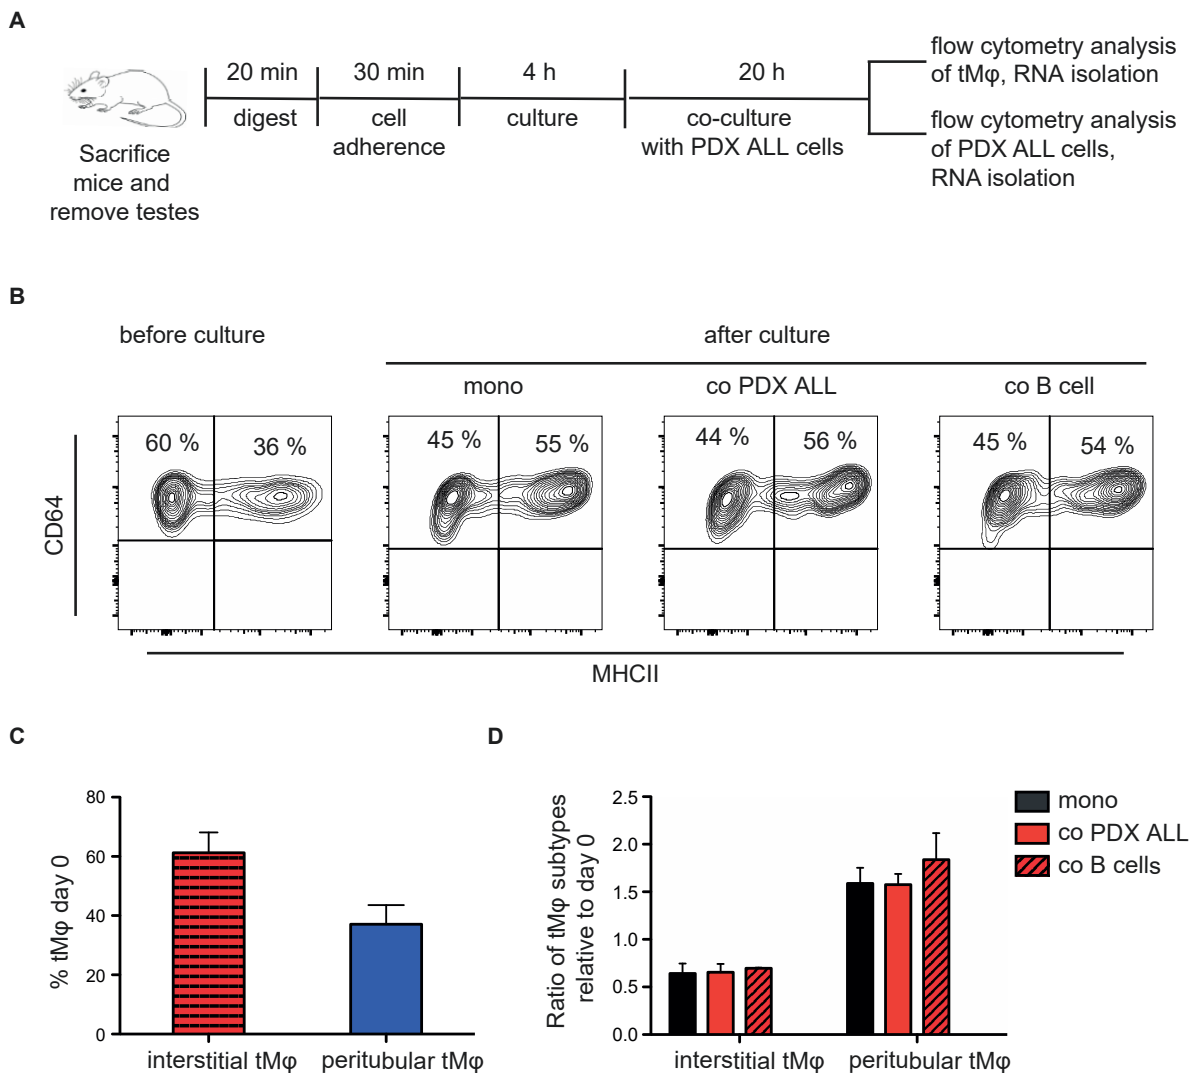 A
20 min
30 min
4 h
20 h
digest
cell
adherence
culture
co-culture
with PDX ALL cells
Sacrifice
mice and
remove testes
flow cytometry analysis
of tMφ, RNA isolation
flow cytometry analysis
of PDX ALL cells,
RNA isolation
B
before culture
after culture
mono
co PDX ALL
co B cell
60 %
36 %
45 %
55 %
44 %
56 %
45 %
54 %
CD64
MHCII
C
% tMφ day 0
80
60
40
20
0
interstitial tMφ
peritubular tMφ
D
Ratio of tMφ subtypes
relative to day 0
2.5
2.0
1.5
1.0
0.5
0.0
interstitial tMφ
peritubular tMφ
mono
co PDX ALL
co B cells